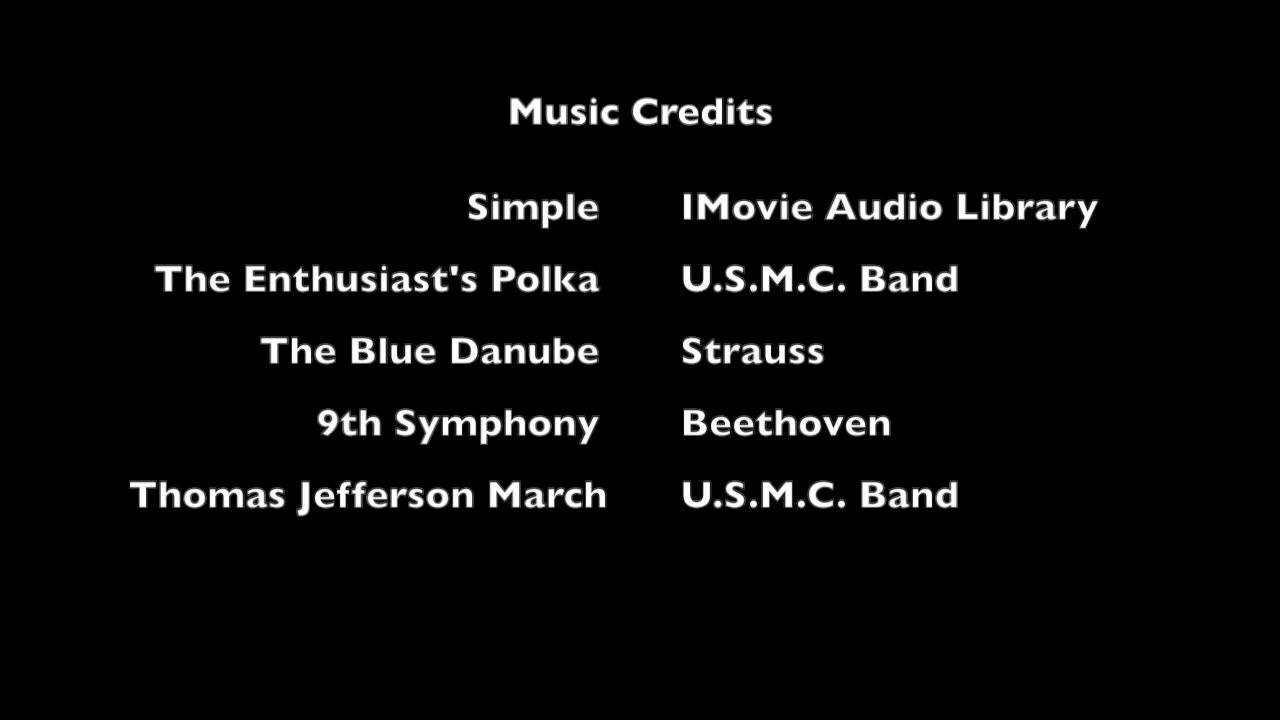 Music Credits
Simple IMovie Audio Library
The Enthusiast's Polka U.S.M.C. Band
The Blue Danube Strauss
9th Symphony Beethoven
Thomas Jefferson March U.S.M.C. Band